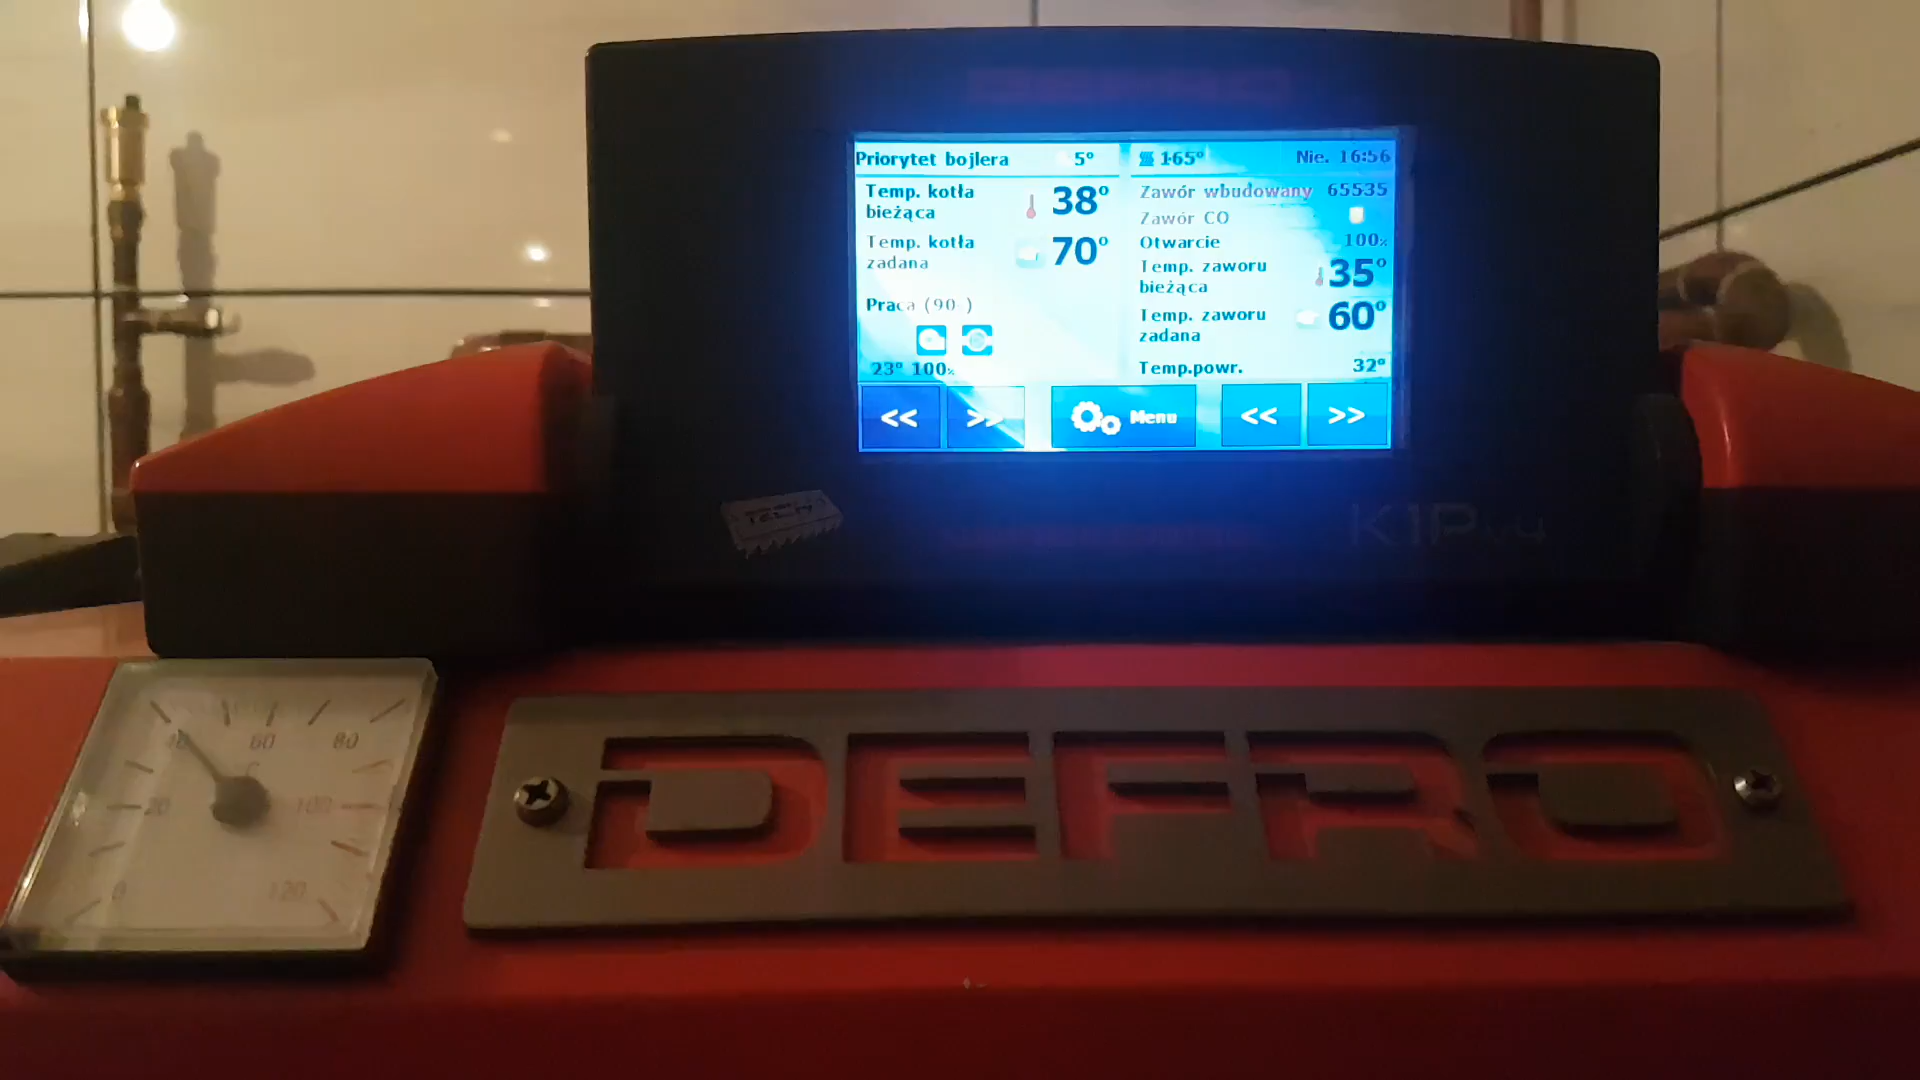 Priorytet bojlera 5°
165° Nie. 16:56
Temp. kotła
bieżąca
38°
Temp. kotła
zadana
70°
Praca (90 )
23° 100%
Zawór wbudowany 65535
Zawór CO
Otwarcie 100%
Temp. zaworu
bieżąca
35°
Temp. zaworu
zadana
60°
Temp.powr. 32°
<< >> Menu << >>
K1Pv4
DEFRO
0 20 40 60 80 100 120
°C